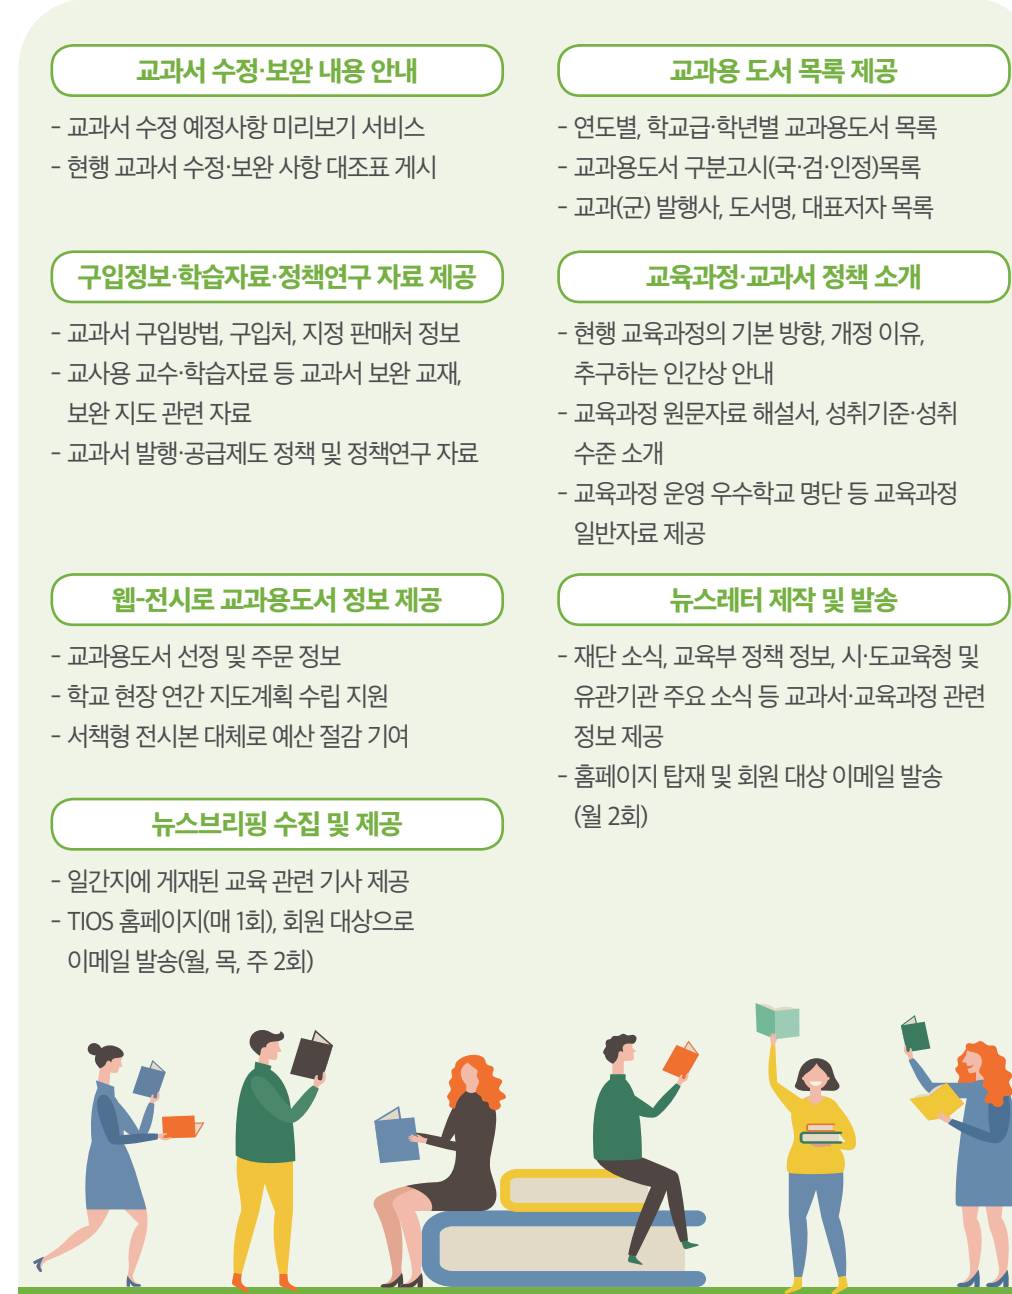 교과서 수정·보완 내용 안내
- 교과서 수정 예정사항 미리보기 서비스
- 현행 교과서 수정·보완 사항 대조표 게시
교과용 도서 목록 제공
- 연도별, 학교급·학년별 교과용도서 목록
- 교과용도서 구분고시(국·검·인정)목록
- 교과(군) 발행사, 도서명, 대표저자 목록
구입정보·학습자료·정책연구 자료 제공
- 교과서 구입방법, 구입처, 지정 판매처 정보
- 교사용 교수·학습자료 등 교과서 보완 교재,
보완 지도 관련 자료
- 교과서 발행·공급제도 정책 및 정책연구 자료
교육과정·교과서 정책 소개
- 현행 교육과정의 기본 방향, 개정 이유,
추구하는 인간상 안내
- 교육과정 원문자료 해설서, 성취기준·성취
수준 소개
- 교육과정 운영 우수학교 명단 등 교육과정
일반자료 제공
웹-전시로 교과용도서 정보 제공
- 교과용도서 선정 및 주문 정보
- 학교 현장 연간 지도계획 수립 지원
- 서책형 전시본 대체로 예산 절감 기여
뉴스레터 제작 및 발송
- 재단 소식, 교육부 정책 정보, 시·도교육청 및
유관기관 주요 소식 등 교과서·교육과정 관련
정보 제공
- 홈페이지 탑재 및 회원 대상 이메일 발송
(월 2회)
뉴스브리핑 수집 및 제공
- 일간지에 게재된 교육 관련 기사 제공
- TIOS 홈페이지(매 1회), 회원 대상으로
이메일 발송(월, 목, 주 2회)